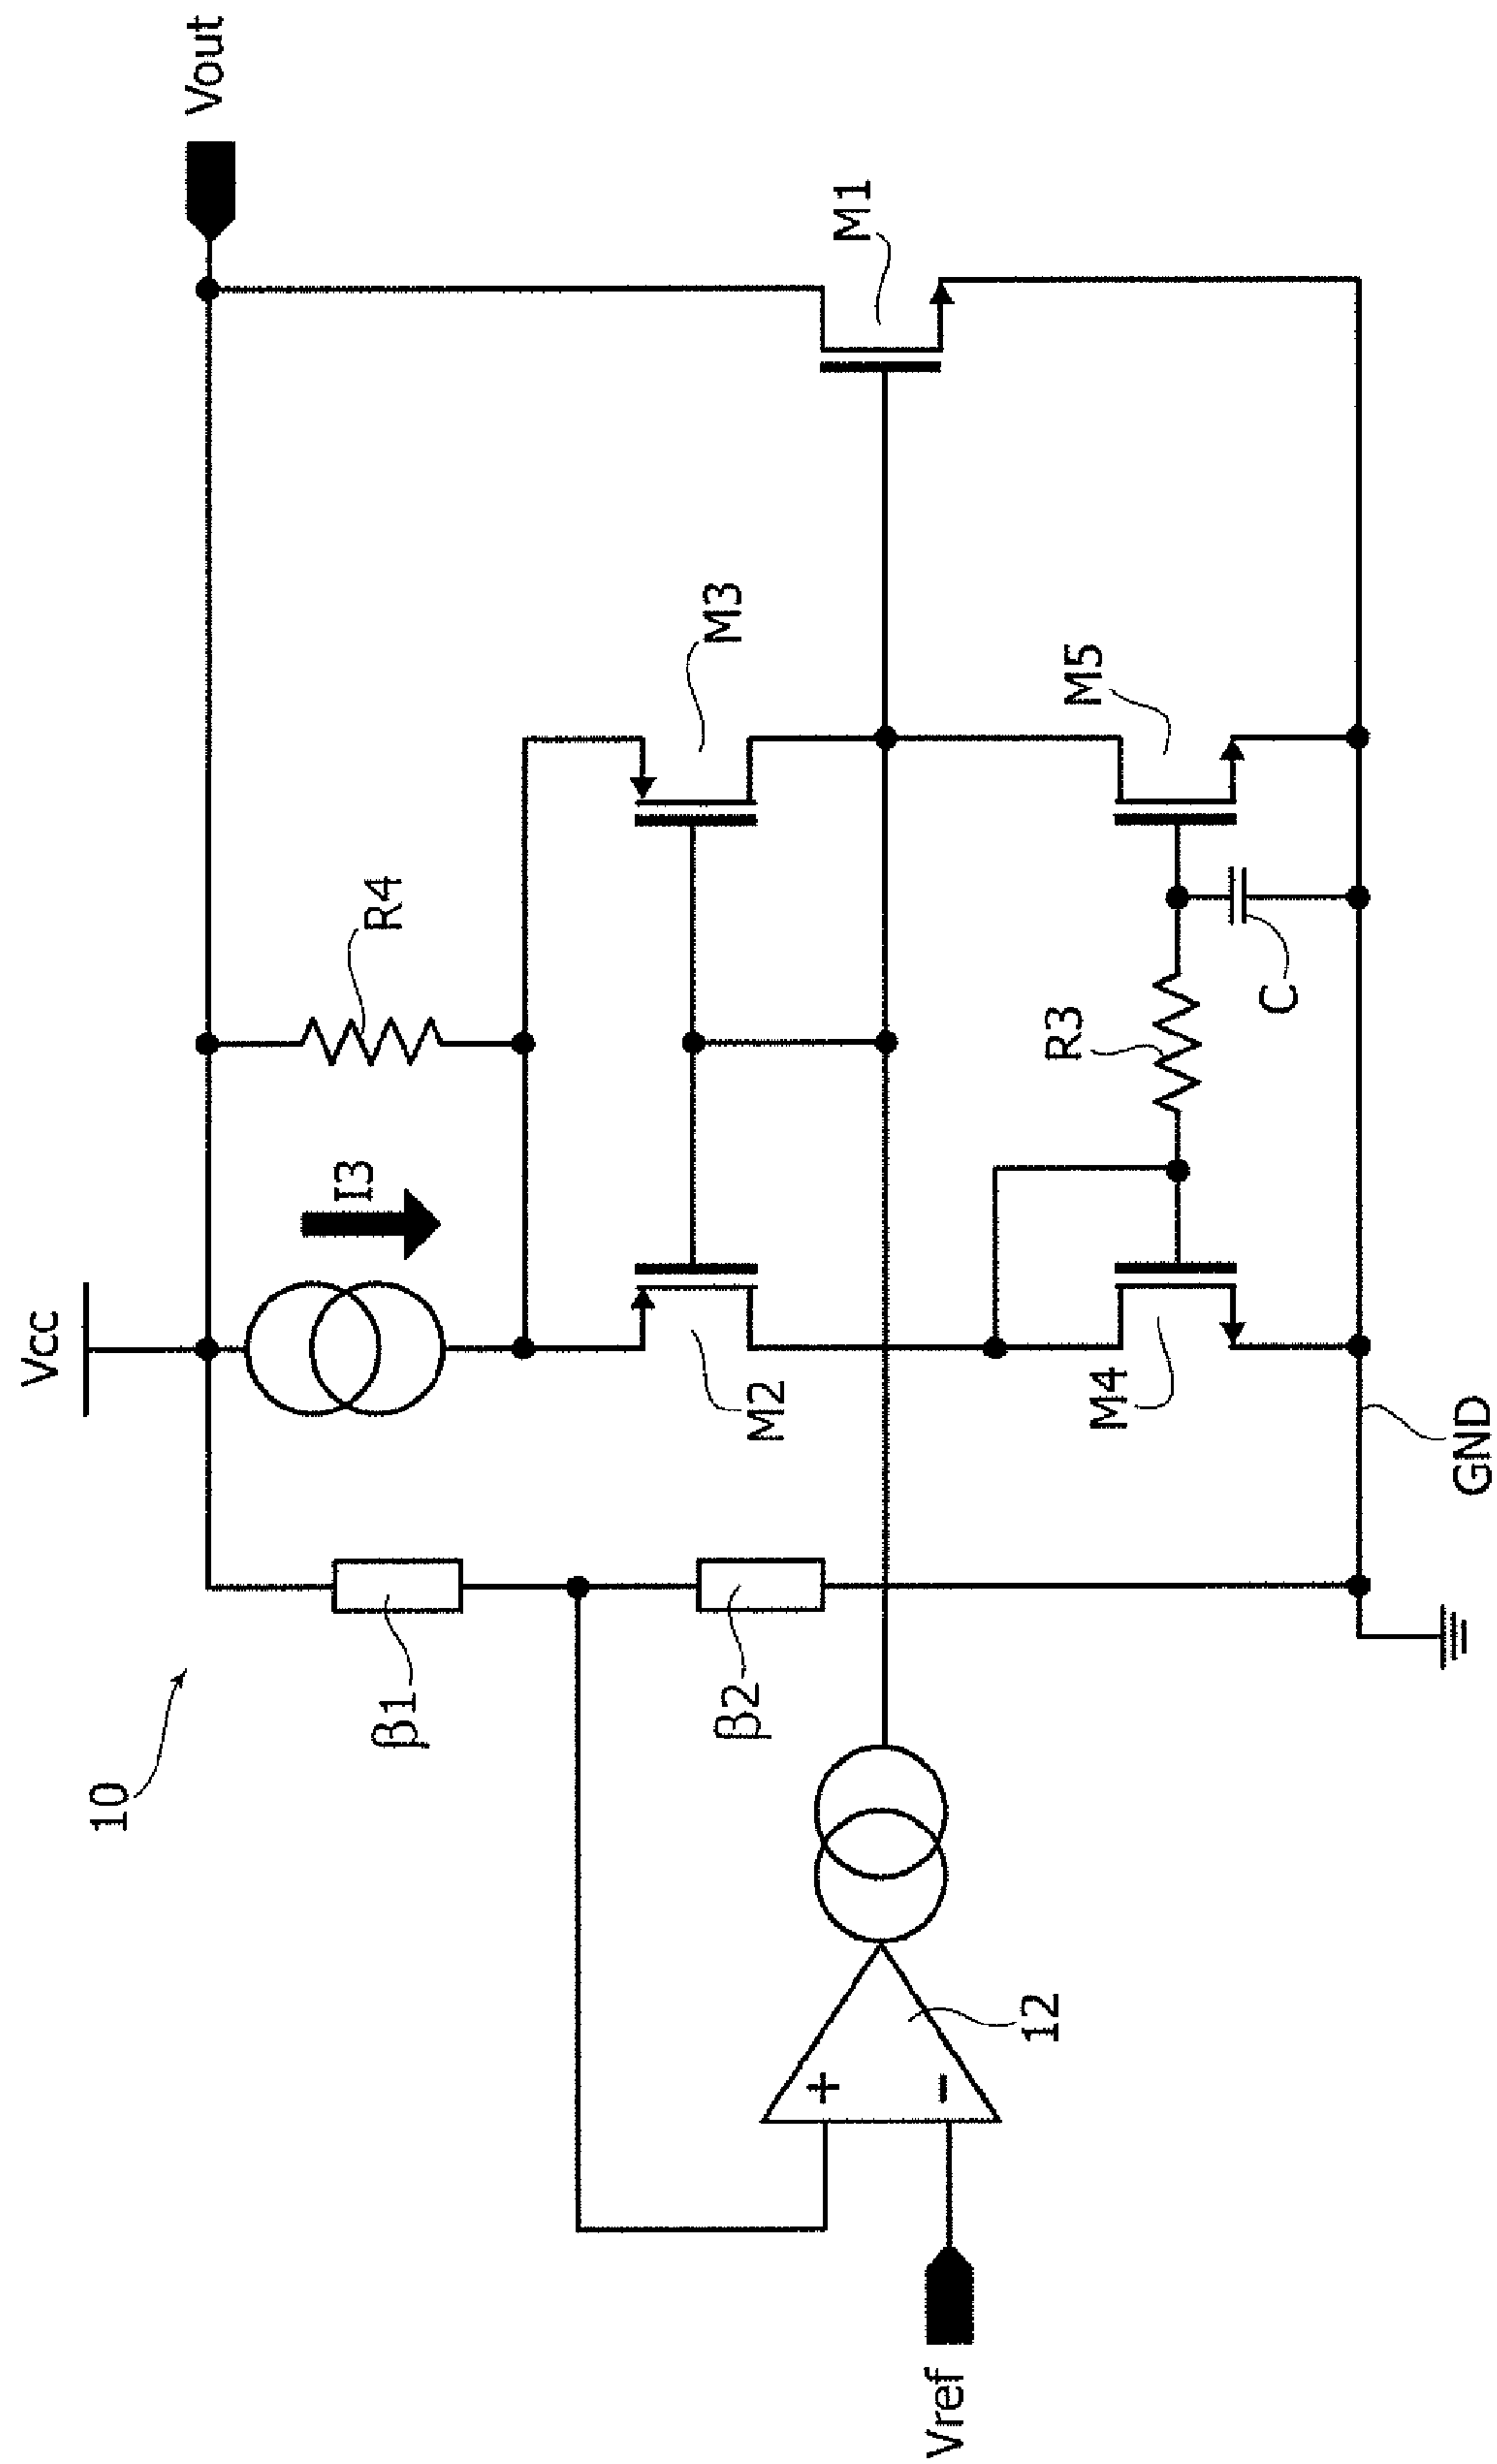 10
Vcc
Vout
I3
R4
β1
M2
M3
M1
β2
+
-
12
Vref
R3
M5
M4
C
GND